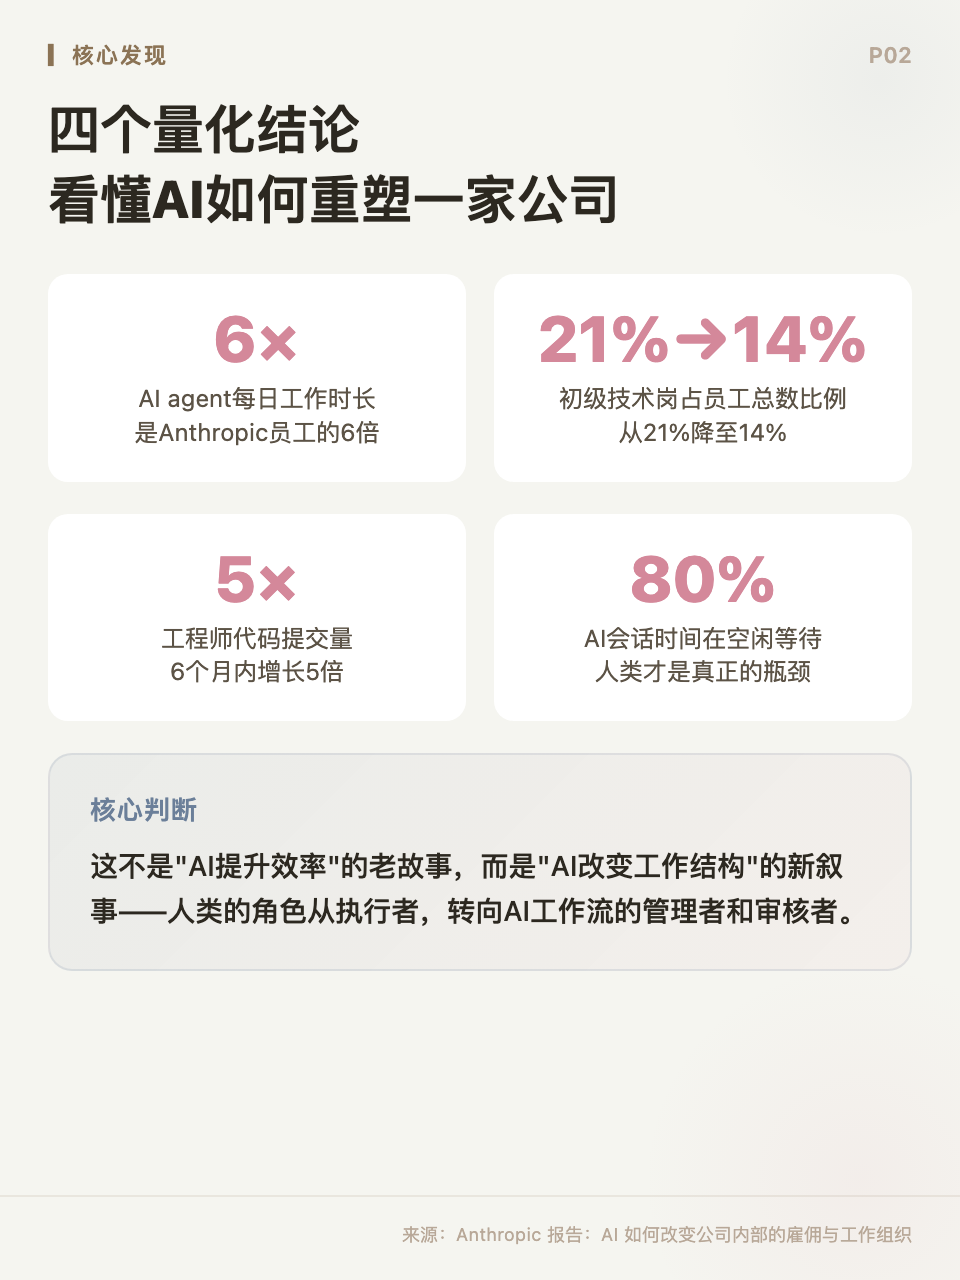 核心发现
P02
四个量化结论
看懂AI如何重塑一家公司
6×
AI agent每日工作时长
是Anthropic员工的6倍
21%→14%
初级技术岗占员工总数比例
从21%降至14%
5×
工程师代码提交量
6个月内增长5倍
80%
AI会话时间在空闲等待
人类才是真正的瓶颈
核心判断
这不是"AI提升效率"的老故事，而是"AI改变工作结构"的新叙
事——人类的角色从执行者，转向AI工作流的管理者和审核者。
来源：Anthropic 报告：AI 如何改变公司内部的雇佣与工作组织